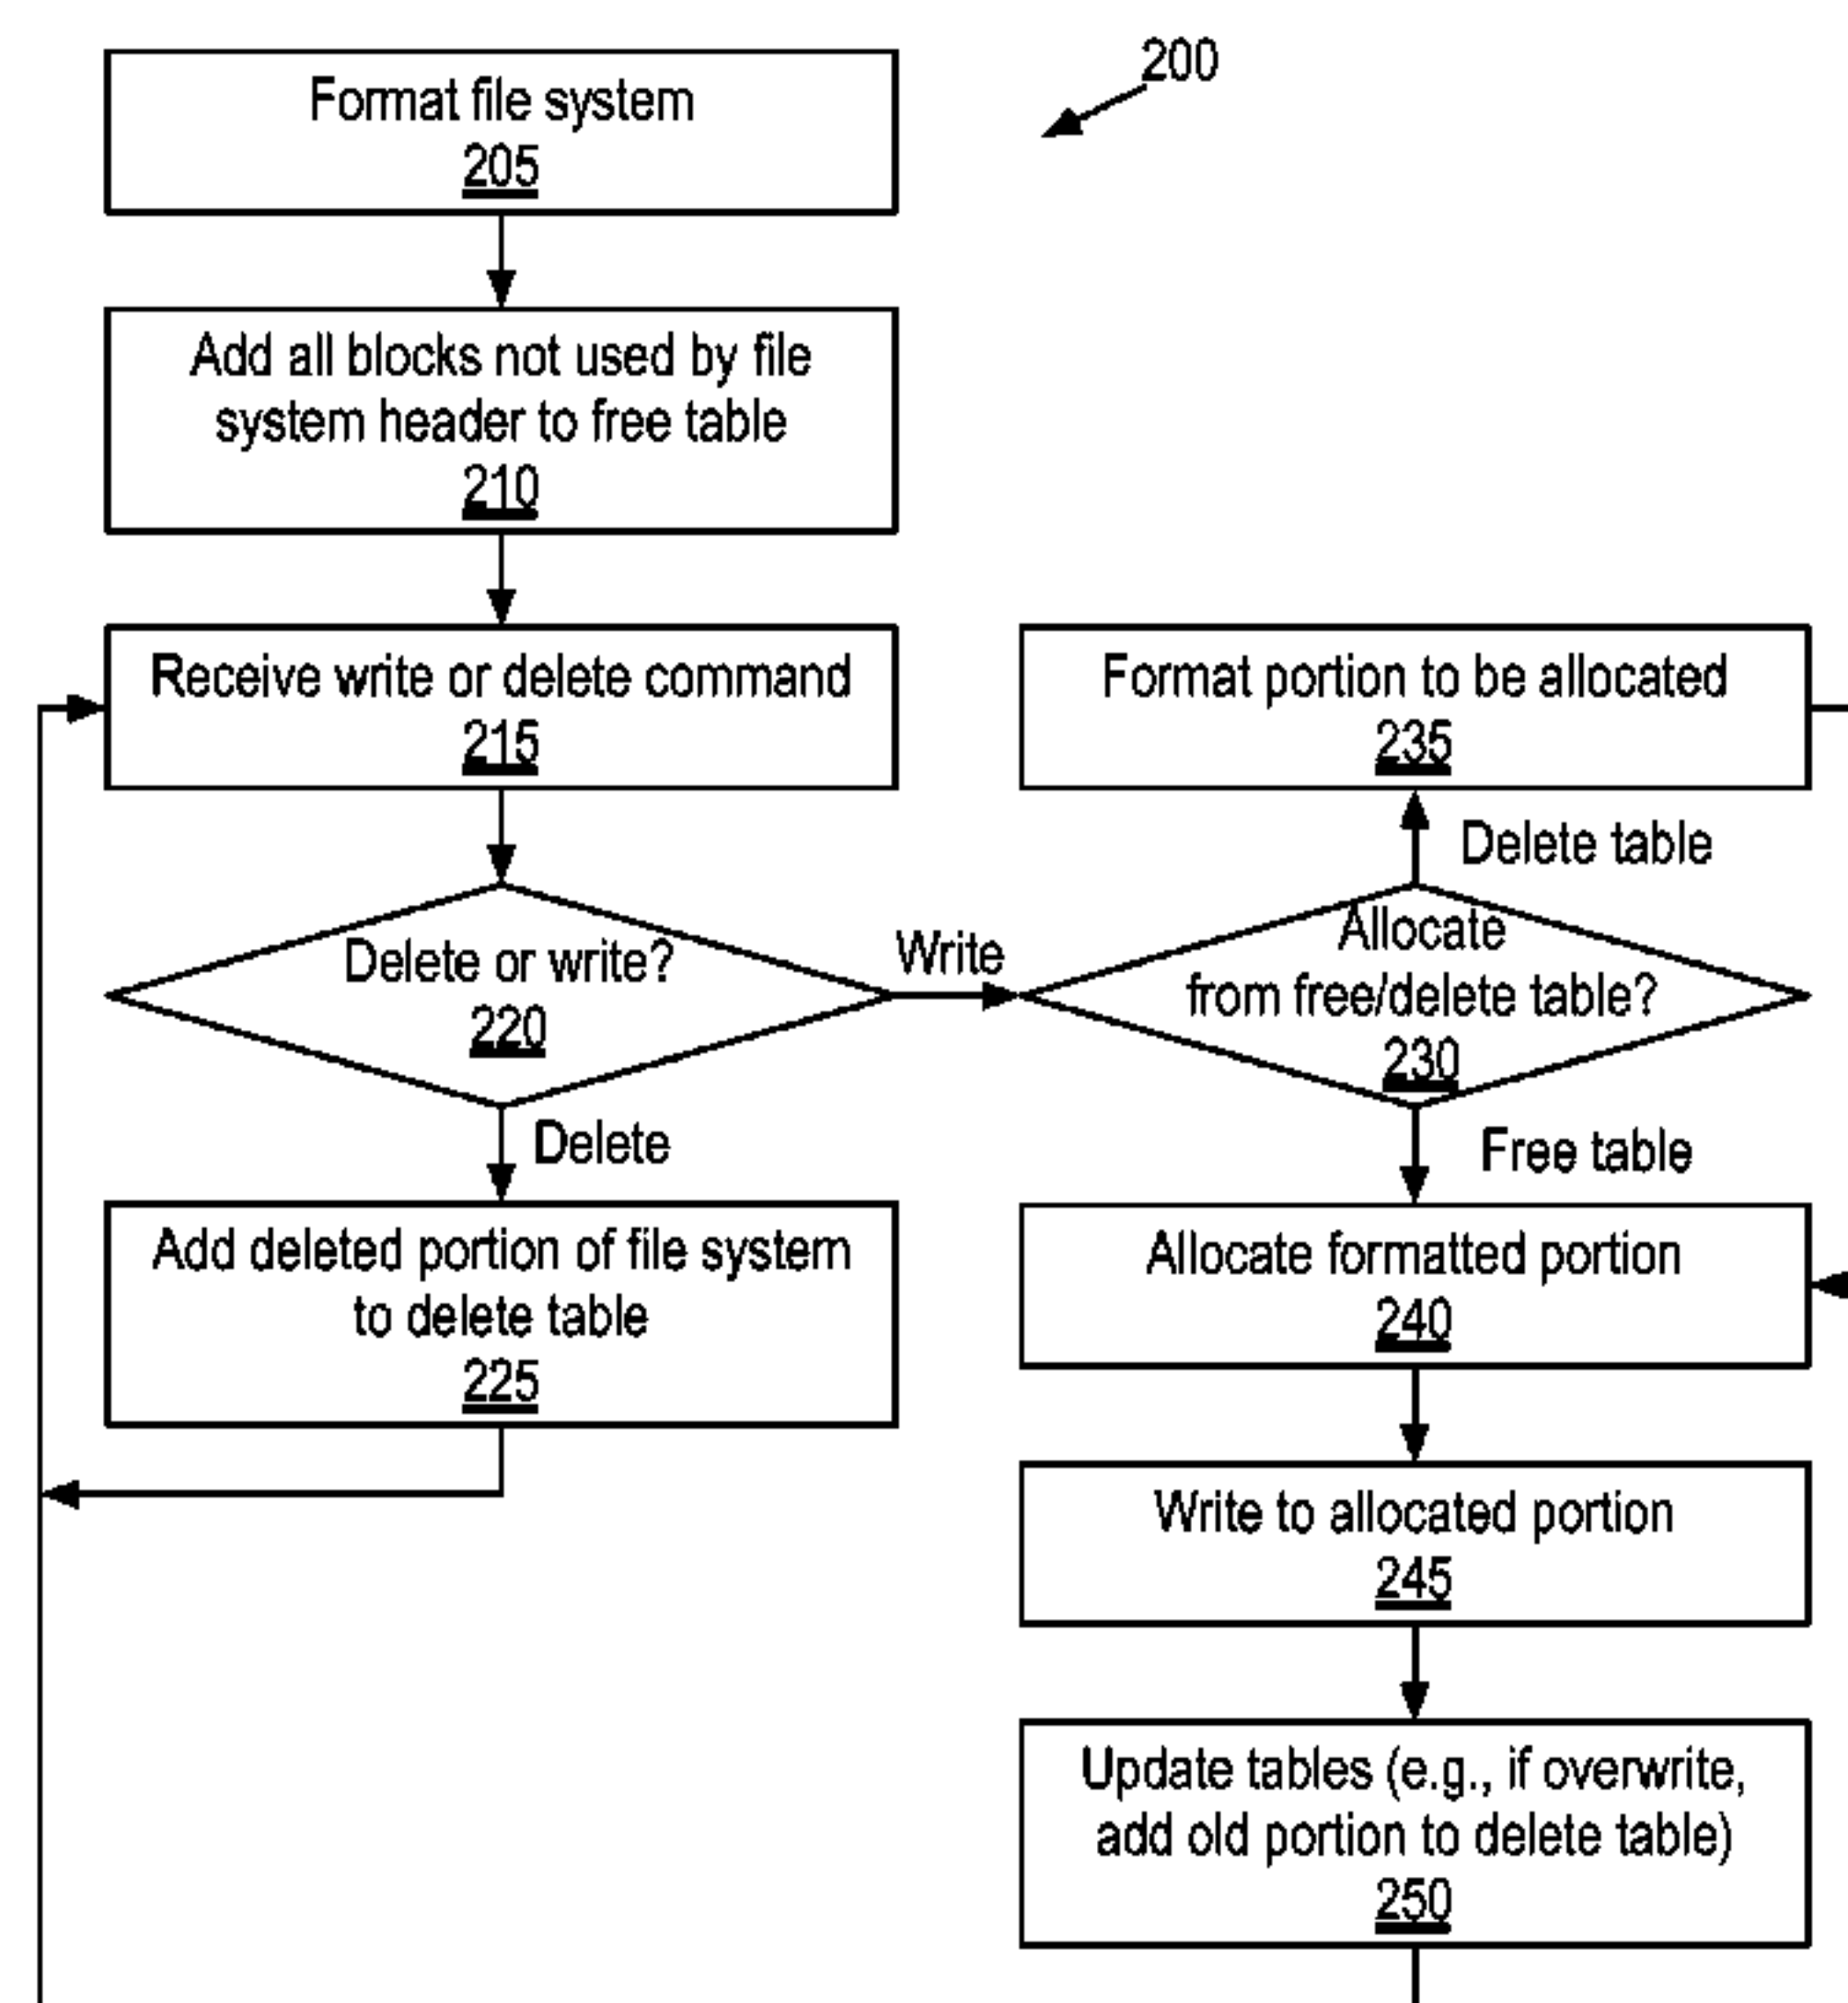 200
Format file system
205
Add all blocks not used by file
system header to free table
210
Receive write or delete command
215
Delete or write?
220
Write
Delete
Add deleted portion of file system
to delete table
225
Format portion to be allocated
235
Delete table
Allocate
from free/delete table?
230
Free table
Allocate formatted portion
240
Write to allocated portion
245
Update tables (e.g., if overwrite,
add old portion to delete table)
250